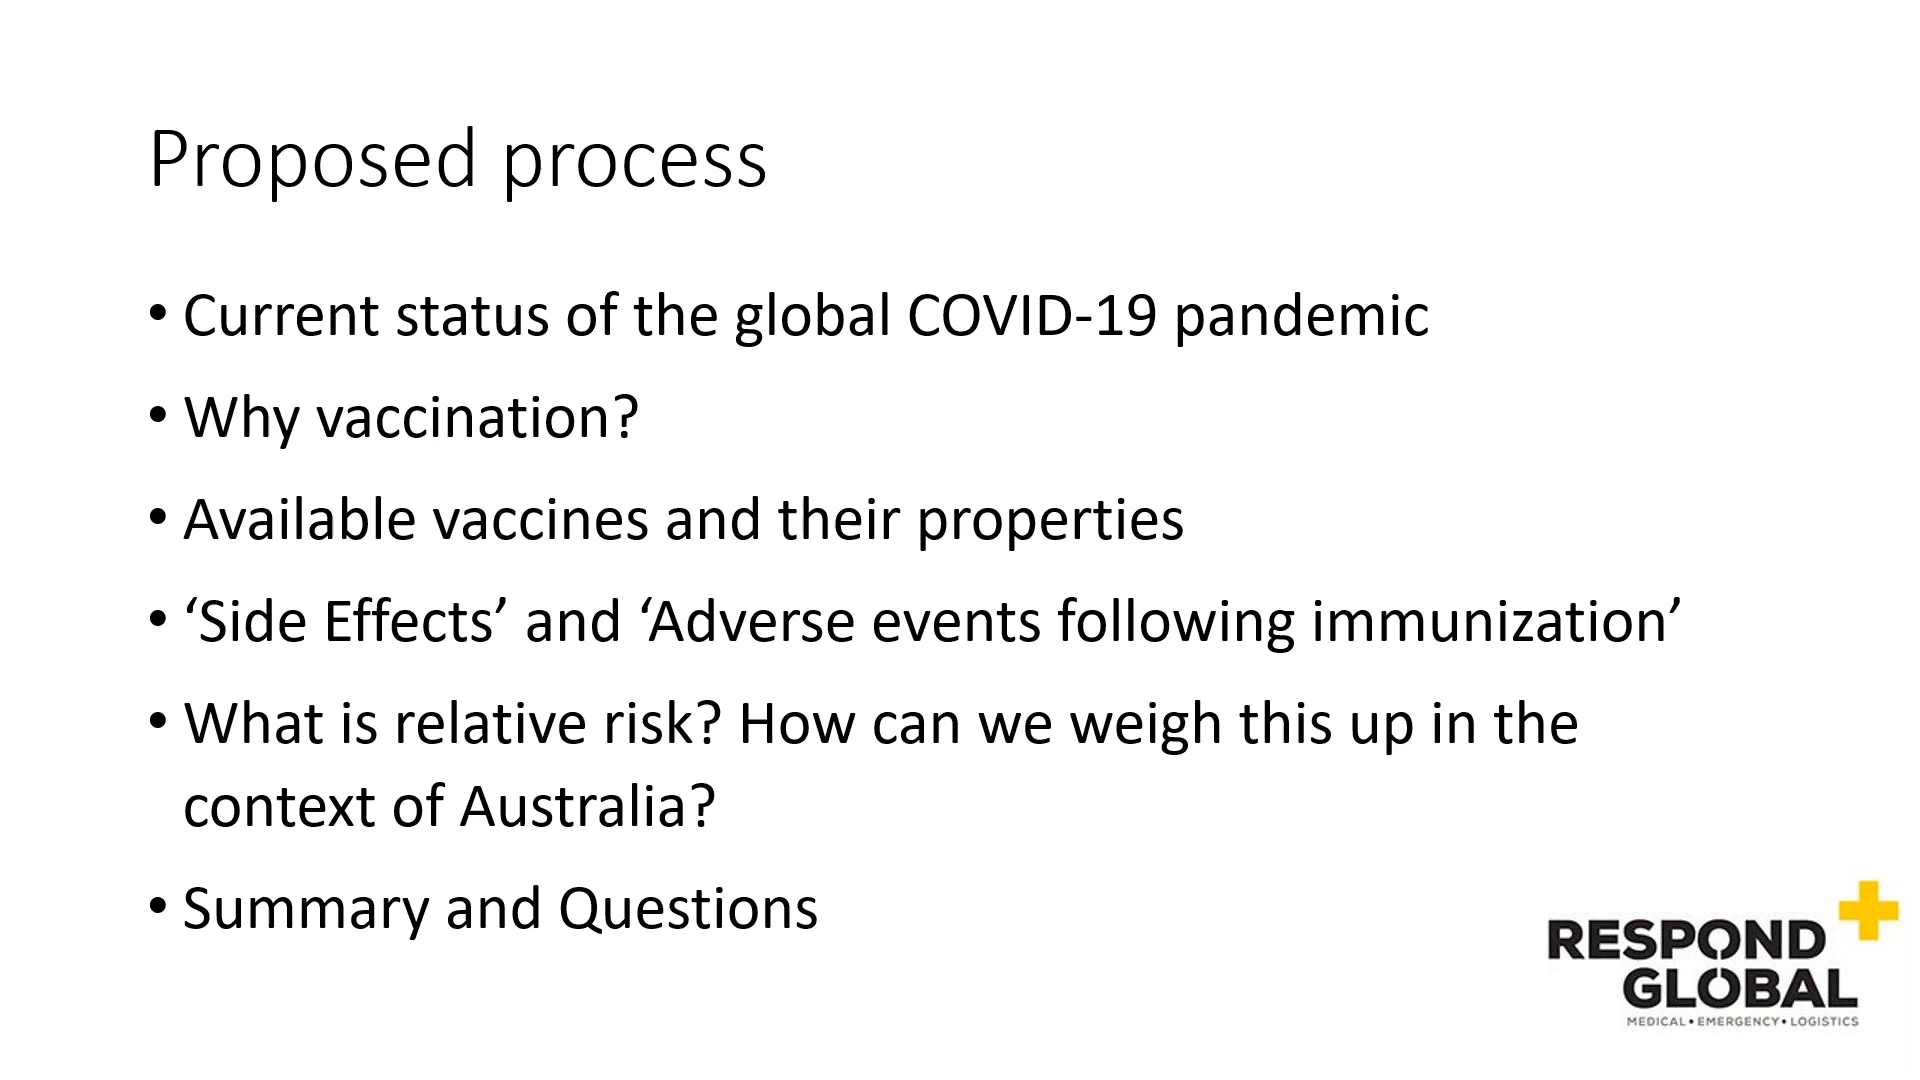 Proposed process
• Current status of the global COVID-19 pandemic
• Why vaccination?
• Available vaccines and their properties
• ‘Side Effects’ and ‘Adverse events following immunization’
• What is relative risk? How can we weigh this up in the
context of Australia?
• Summary and Questions
RESPOND
GLOBAL
MEDICAL • EMERGENCY • LOGISTICS